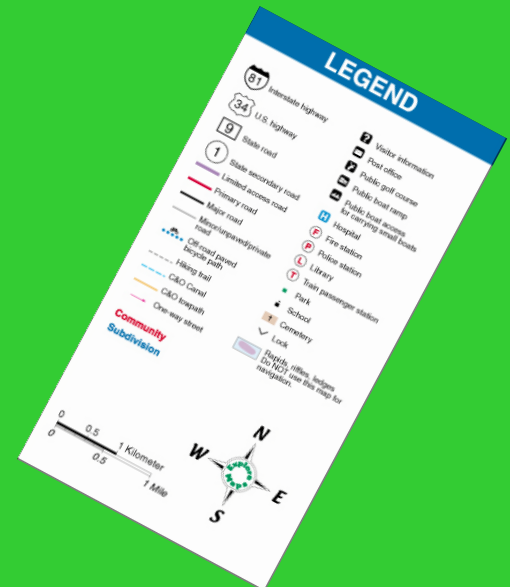 LEGEND
81 Interstate highway
34 U.S. highway
9 State road
1 State secondary road
Limited access road
Primary road
Major road
Minor/unpaved/private
road
Off-road paved
bicycle path
Hiking trail
C&O Canal
C&O towpath
One-way street
Community
Subdivision
? Visitor information
Post office
Public golf course
Public boat ramp
Public boat access
for carrying small boats
H Hospital
F Fire station
P Police station
L Library
T Train passenger station
Park
School
Cemetery
Lock
Rapids, riffles, ledges
Do NOT use this map for
navigation.
0 0.5 1 Kilometer
0 0.5 1 Mile
N
W
E
S